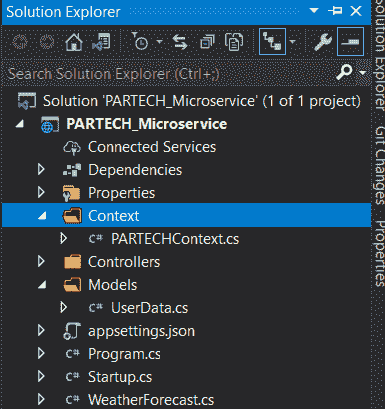 Solution Explorer
Search Solution Explorer (Ctrl+;)
Solution 'PARTECH_Microservice' (1 of 1 project)
PARTECH_Microservice
Connected Services
Dependencies
Properties
Context
C# PARTECHContext.cs
Controllers
Models
C# UserData.cs
appsettings.json
C# Program.cs
C# Startup.cs
C# WeatherForecast.cs
Solution Explorer
Git Changes
Properties